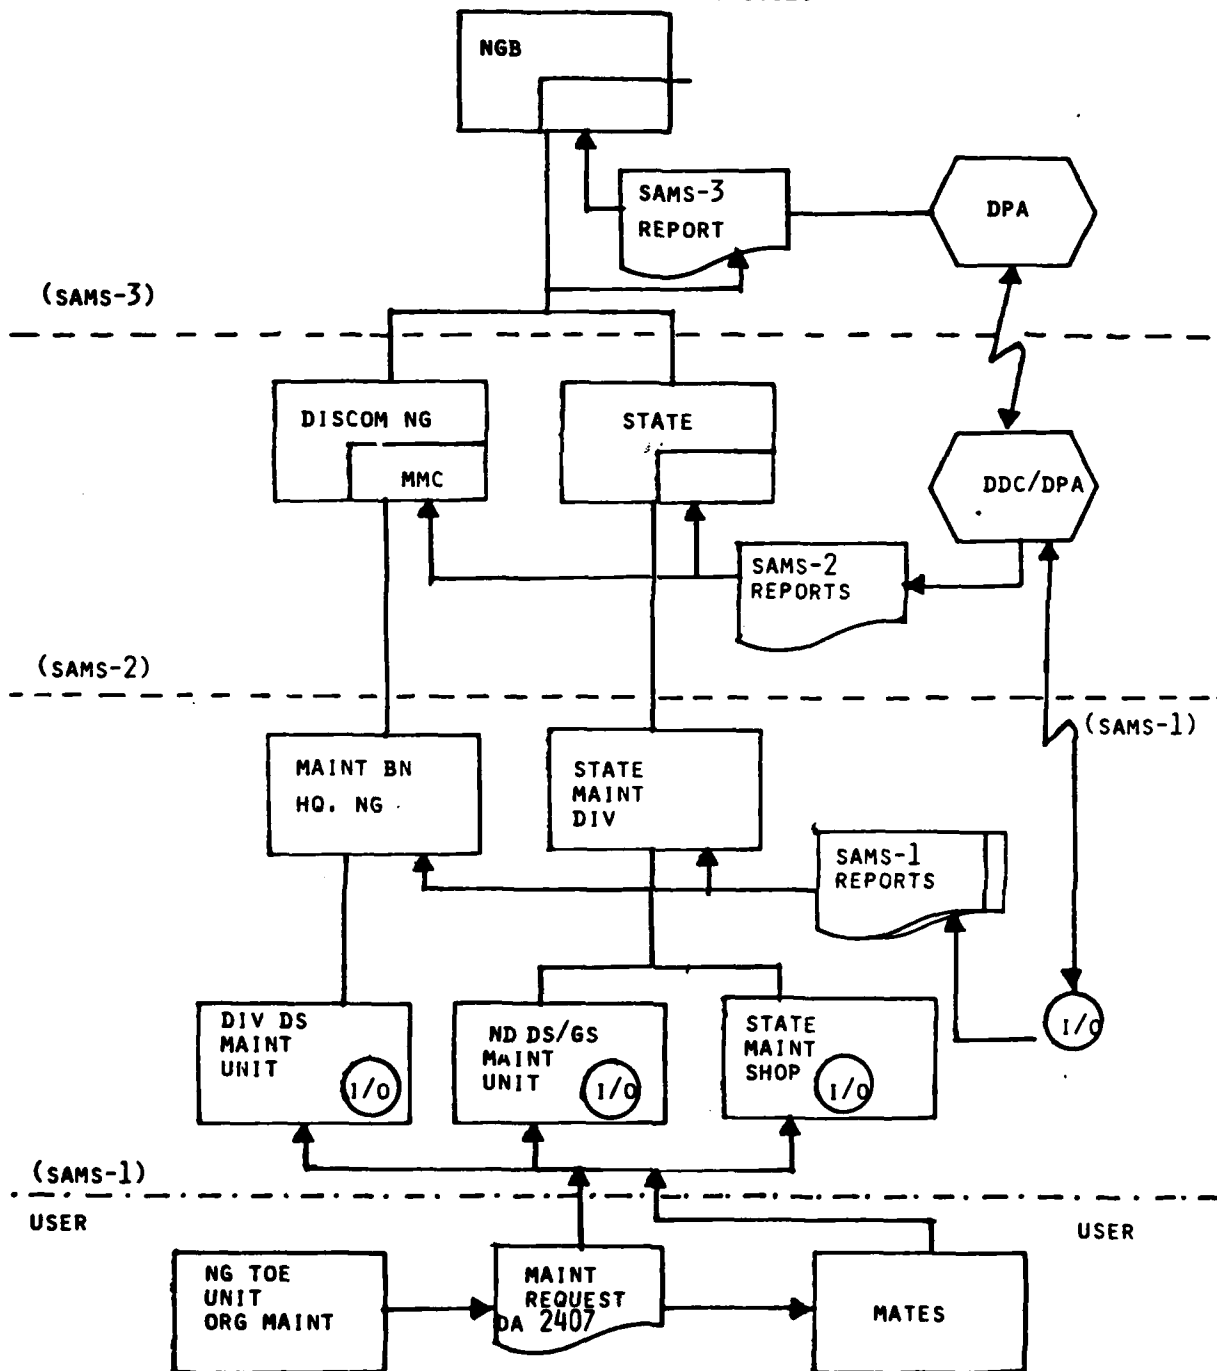 NGB
SAMS-3
REPORT
DPA
(SAMS-3)
DISCOM NG
MMC
STATE
DDC/DPA
SAMS-2
REPORTS
(SAMS-2)
(SAMS-1)
MAINT BN
HQ. NG
STATE
MAINT
DIV
SAMS-1
REPORTS
DIV DS
MAINT
UNIT
I/O
ND DS/GS
MAINT
UNIT
I/O
STATE
MAINT
SHOP
I/O
I/O
(SAMS-1)
USER
USER
NG TOE
UNIT
ORG MAINT
MAINT
REQUEST
DA 2407
MATES